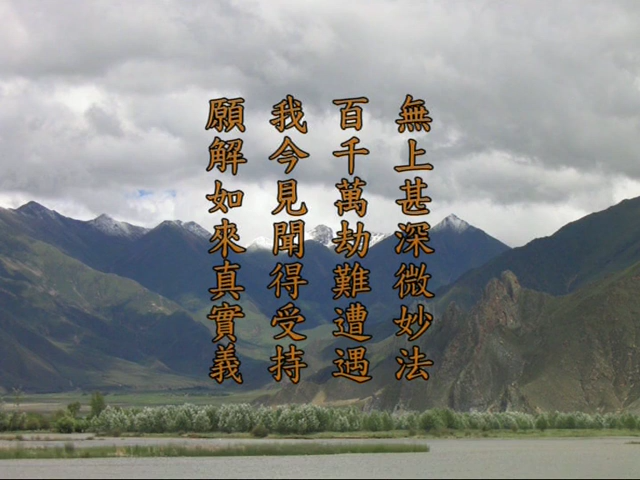 無上甚深微妙法
百千萬劫難遭遇
我今見聞得受持
願解如來真實義